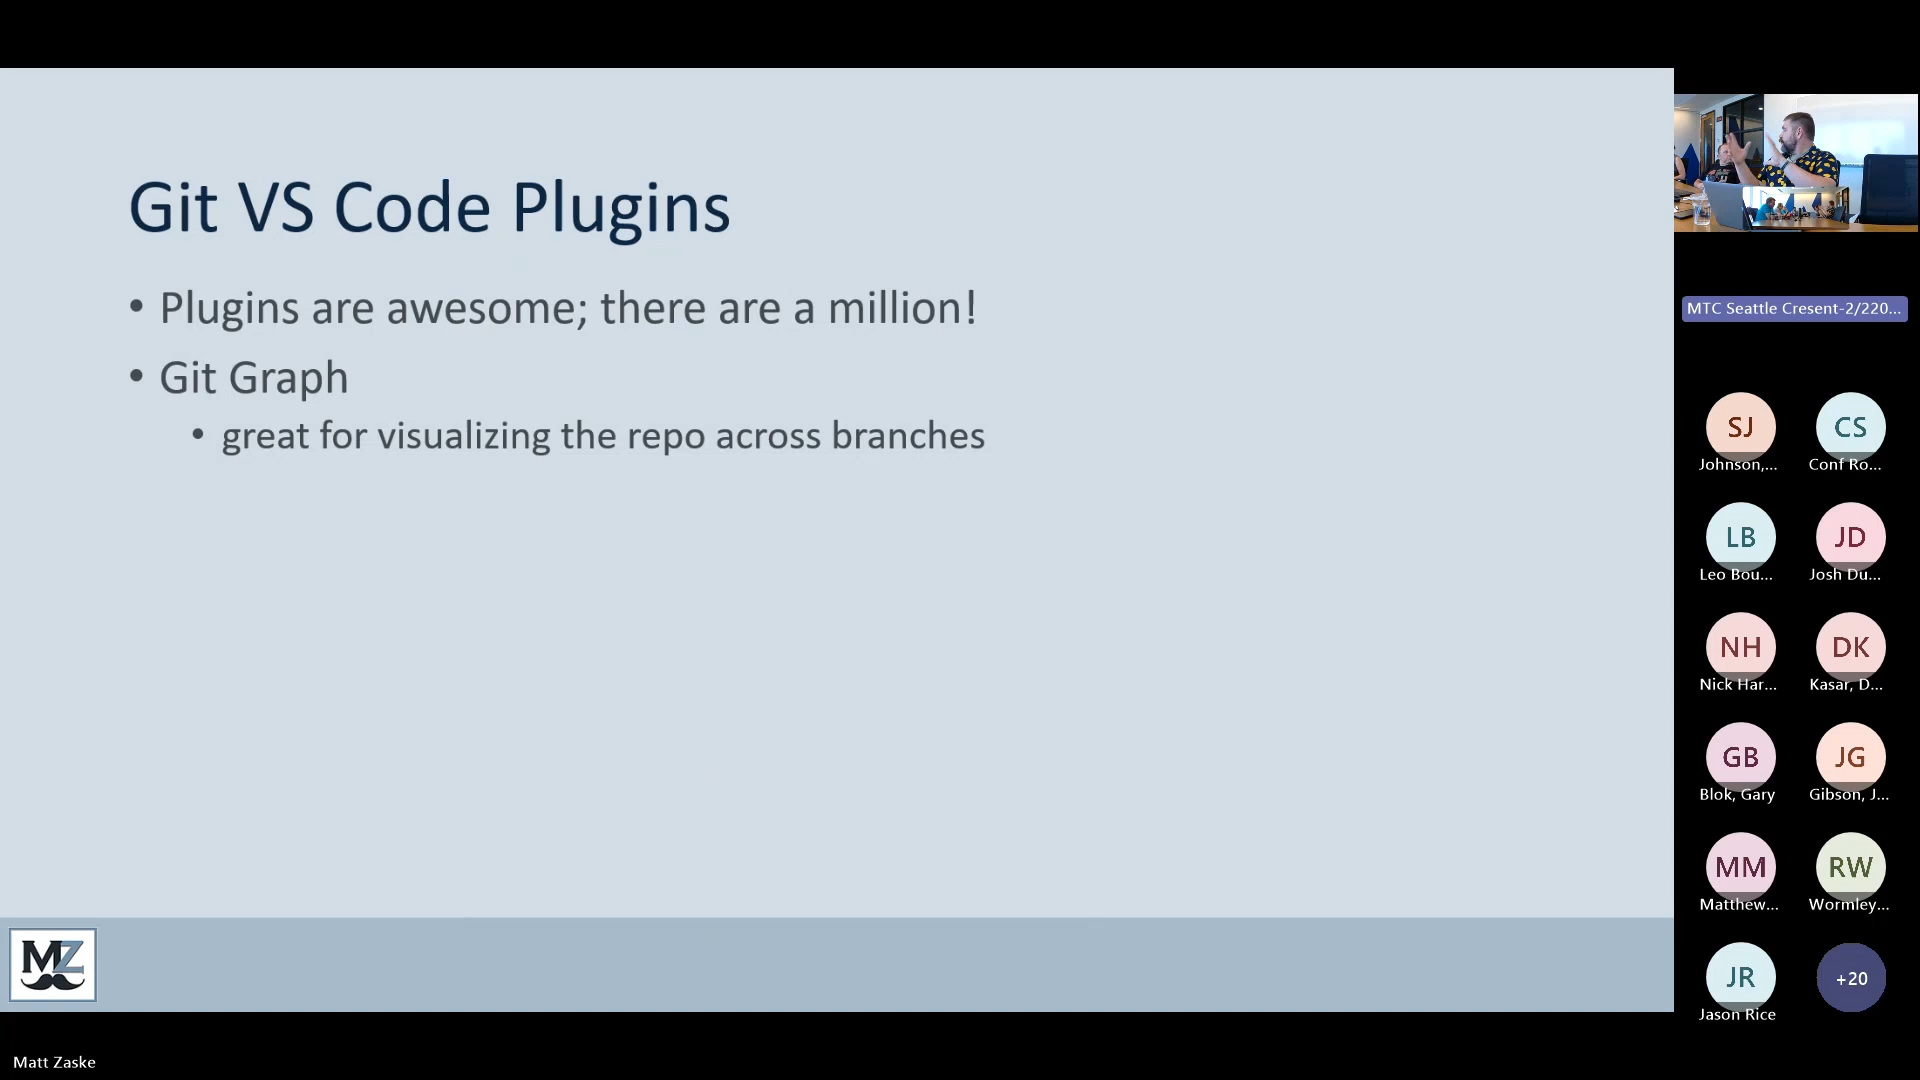 Git VS Code Plugins
• Plugins are awesome; there are a million!
• Git Graph
• great for visualizing the repo across branches
MZ
Matt Zaske
MTC Seattle Cresent-2/220...
SJ
Johnson,...
CS
Conf Ro...
LB
Leo Bou...
JD
Josh Du...
NH
Nick Har...
DK
Kasar, D...
GB
Blok, Gary
JG
Gibson, J...
MM
Matthew...
RW
Wormley...
JR
Jason Rice
+20